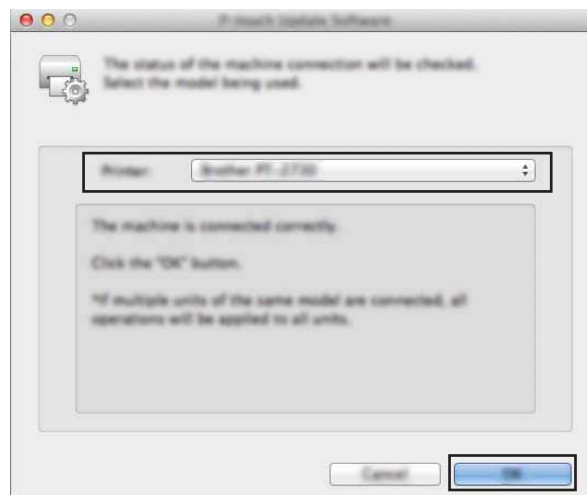 P-touch Update Software
The status of the machine connection will be checked.
Select the model being used.
Printer:
Brother PT-2730
The machine is connected correctly.
Click the "OK" button.
*If multiple units of the same model are connected, all
operations will be applied to all units.
Cancel
OK